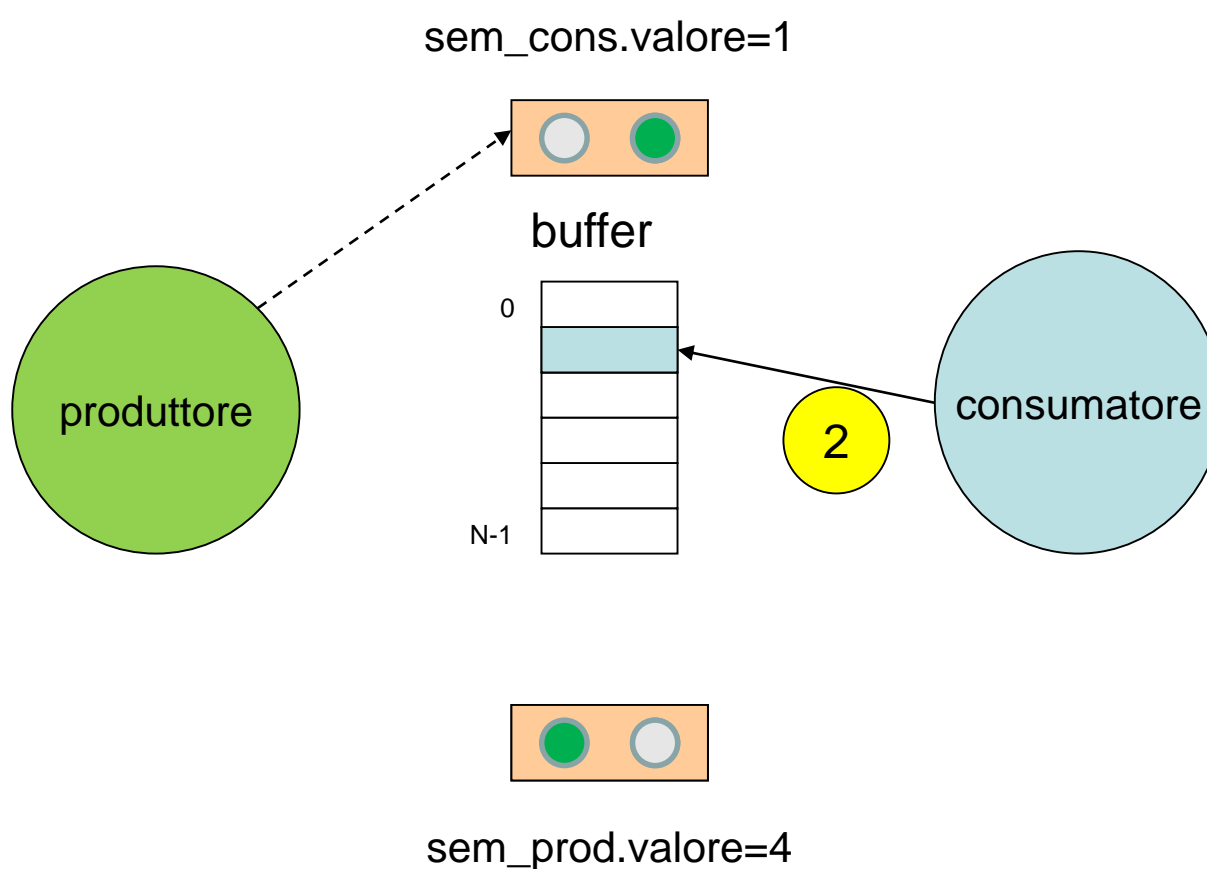 sem_cons.valore=1
buffer
0
produttore
consumatore
2
N-1
sem_prod.valore=4